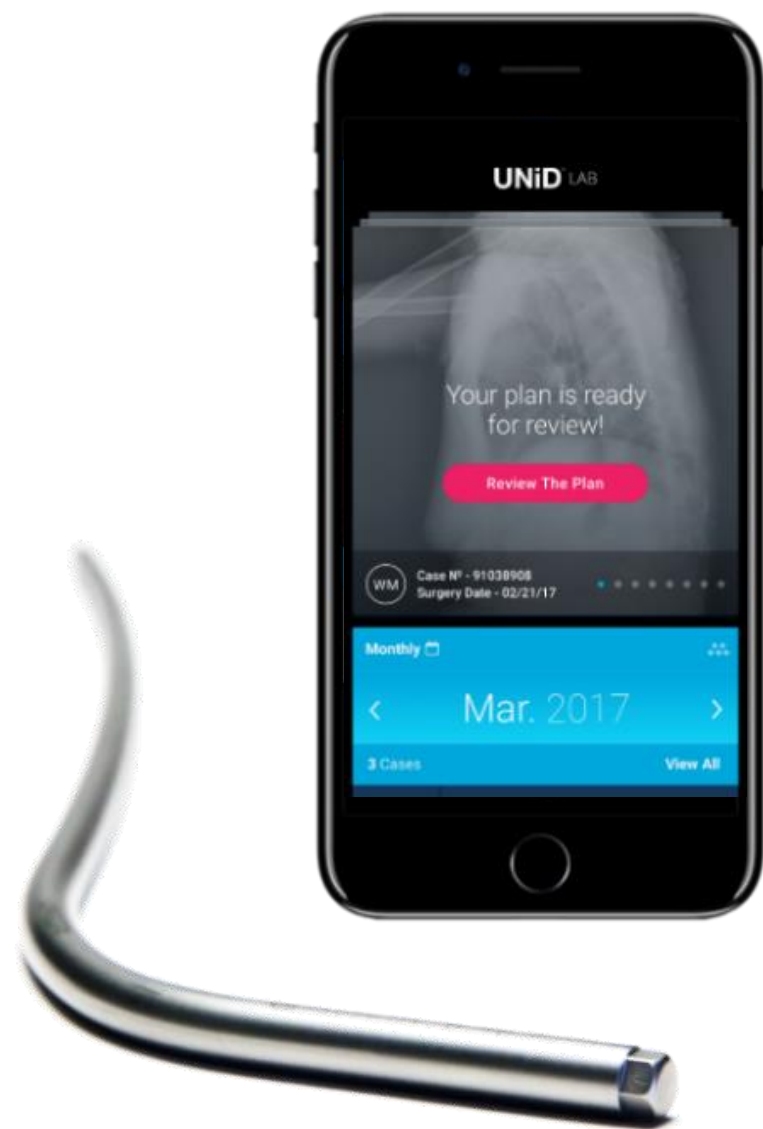 UNiD™ LAB
Your plan is ready
for review!
Review The Plan
WM
Case Nº - 91038908
Surgery Date - 02/21/17
Monthly
Mar. 2017
3 Cases
View All